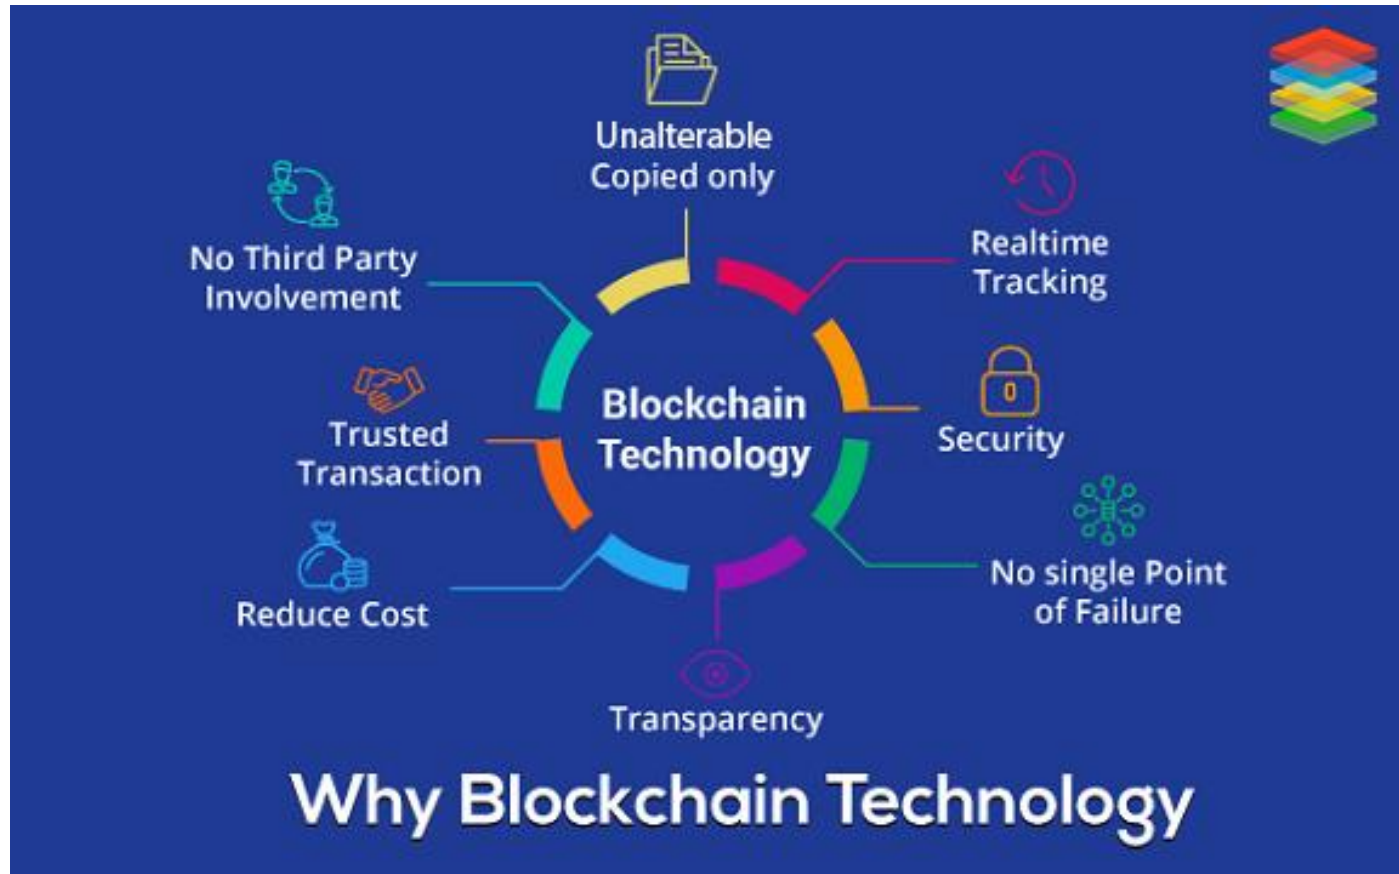 Unalterable
Copied only
Realtime
Tracking
No Third Party
Involvement
Security
Trusted
Transaction
Blockchain
Technology
No single Point
of Failure
Reduce Cost
Transparency
Why Blockchain Technology